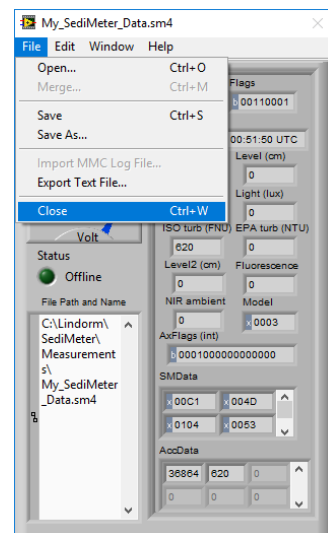 My_SediMeter_Data.sm4
File Edit Window Help
Open... Ctrl+O
Merge... Ctrl+M
Save Ctrl+S
Save As...
Import MMC Log File...
Export Text File...
Close Ctrl+W
Flags
b 00110001
00:51:50 UTC
Level (cm)
0
Light (lux)
0
Volt
ISO turb (FNU) EPA turb (NTU)
620 0
Status
Offline
Level2 (cm) Fluorescence
0 0
NIR ambient Model
0 x 0003
File Path and Name
C:\Lindorm\
SediMeter\
Measurement
s\
My_SediMeter
_Data.sm4
AxFlags (int)
b 0001000000000000
SMData
x 00C1 x 004D
x 0104 x 0053
AccData
36864 620 0
0 0 0